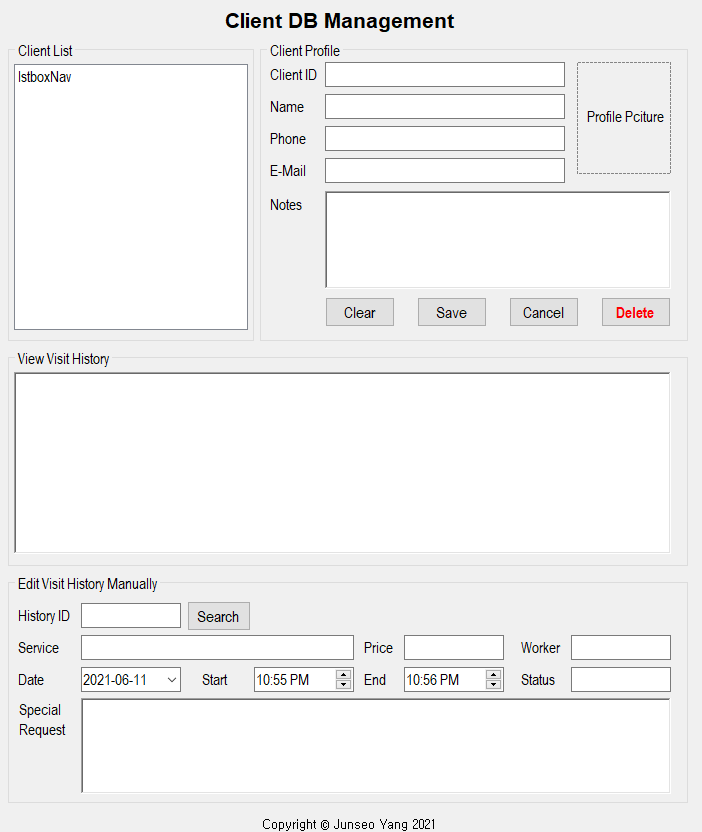 Client DB Management
Client List
lstboxNav
Client Profile
Client ID
Name
Phone
E-Mail
Profile Pciture
Notes
Clear
Save
Cancel
Delete
View Visit History
Edit Visit History Manually
History ID
Search
Service
Price
Worker
Date
2021-06-11
Start
10:55 PM
End
10:56 PM
Status
Special
Request
Copyright © Junseo Yang 2021